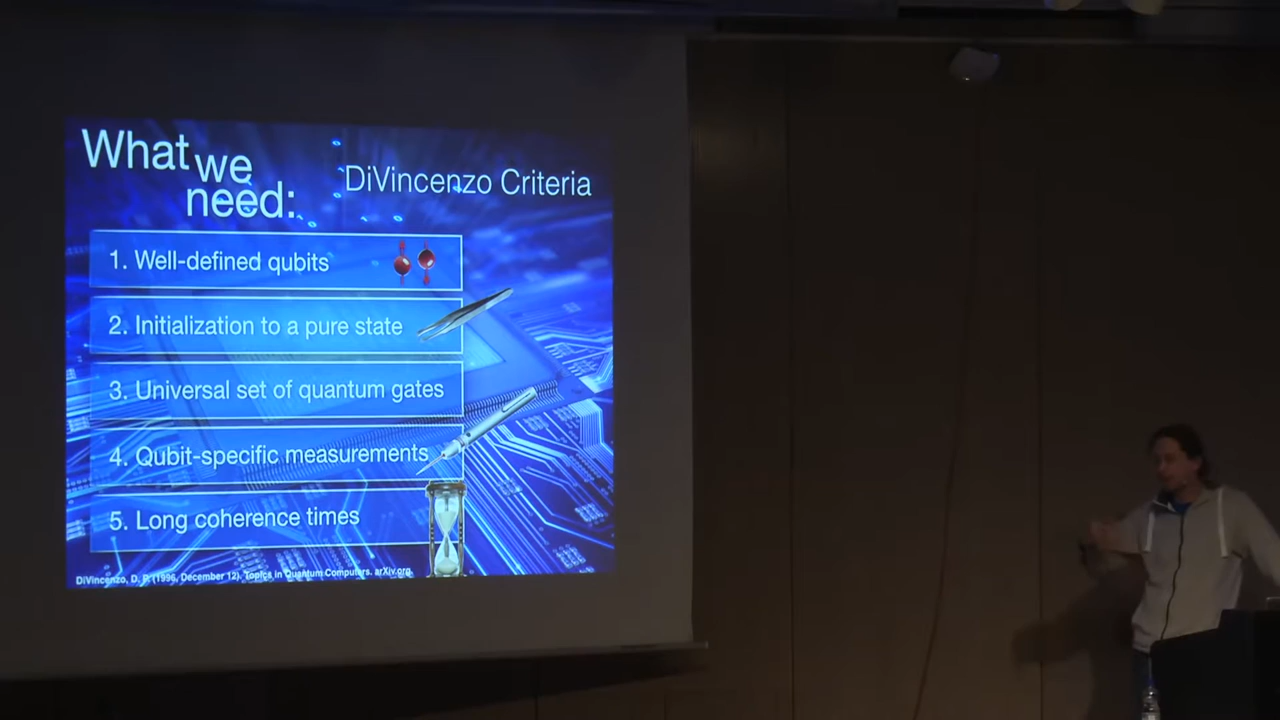 What we
need:
DiVincenzo Criteria
1. Well-defined qubits
2. Initialization to a pure state
3. Universal set of quantum gates
4. Qubit-specific measurements
5. Long coherence times
DiVincenzo, D. P. (1996, December 12). Topics in Quantum Computers. arXiv.org.